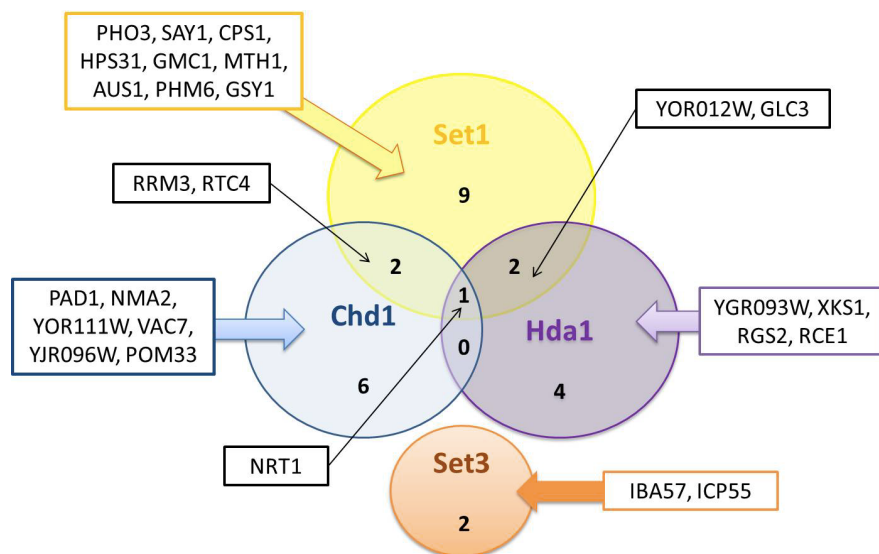 PHO3, SAY1, CPS1,
HPS31, GMC1, MTH1,
AUS1, PHM6, GSY1
YOR012W, GLC3
Set1
RRM3, RTC4
9
2
2
PAD1, NMA2,
YOR111W, VAC7,
YJR096W, POM33
1
Chd1
Hda1
YGR093W, XKS1,
RGS2, RCE1
0
6
4
NRT1
Set3
IBA57, ICP55
2